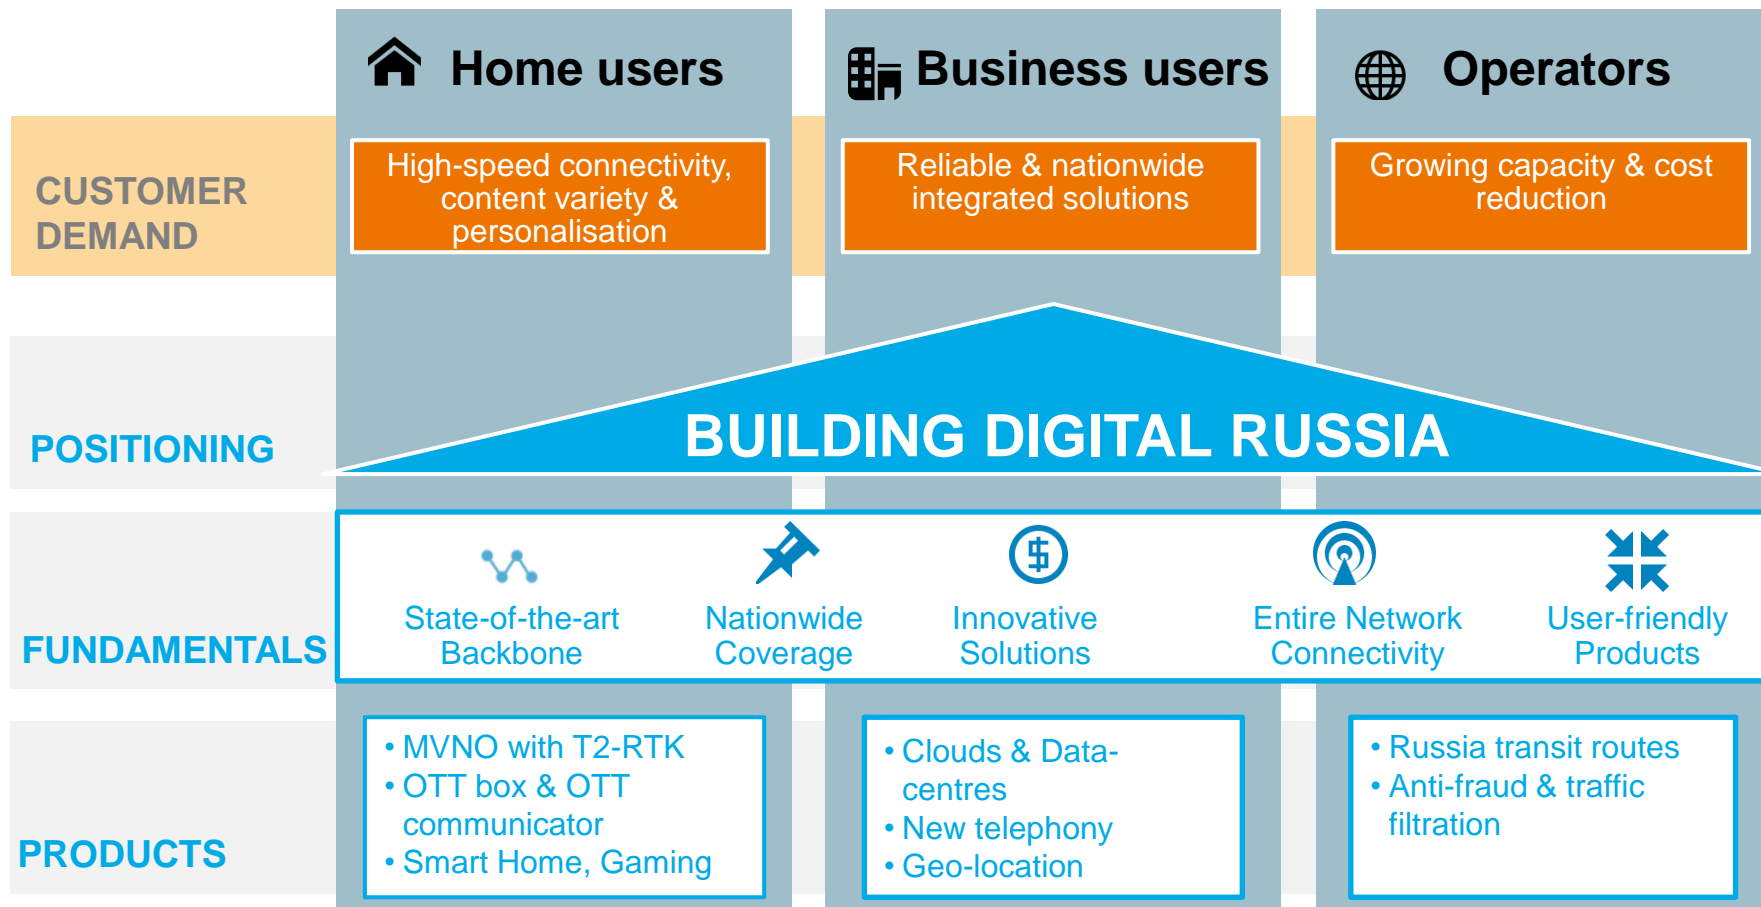 Home users
Business users
Operators
CUSTOMER
DEMAND
High-speed connectivity,
content variety &
personalisation
Reliable & nationwide
integrated solutions
Growing capacity & cost
reduction
POSITIONING
BUILDING DIGITAL RUSSIA
FUNDAMENTALS
State-of-the-art
Backbone
Nationwide
Coverage
Innovative
Solutions
Entire Network
Connectivity
User-friendly
Products
PRODUCTS
• MVNO with T2-RTK
• OTT box & OTT
communicator
• Smart Home, Gaming
• Clouds & Data-
centres
• New telephony
• Geo-location
• Russia transit routes
• Anti-fraud & traffic
filtration